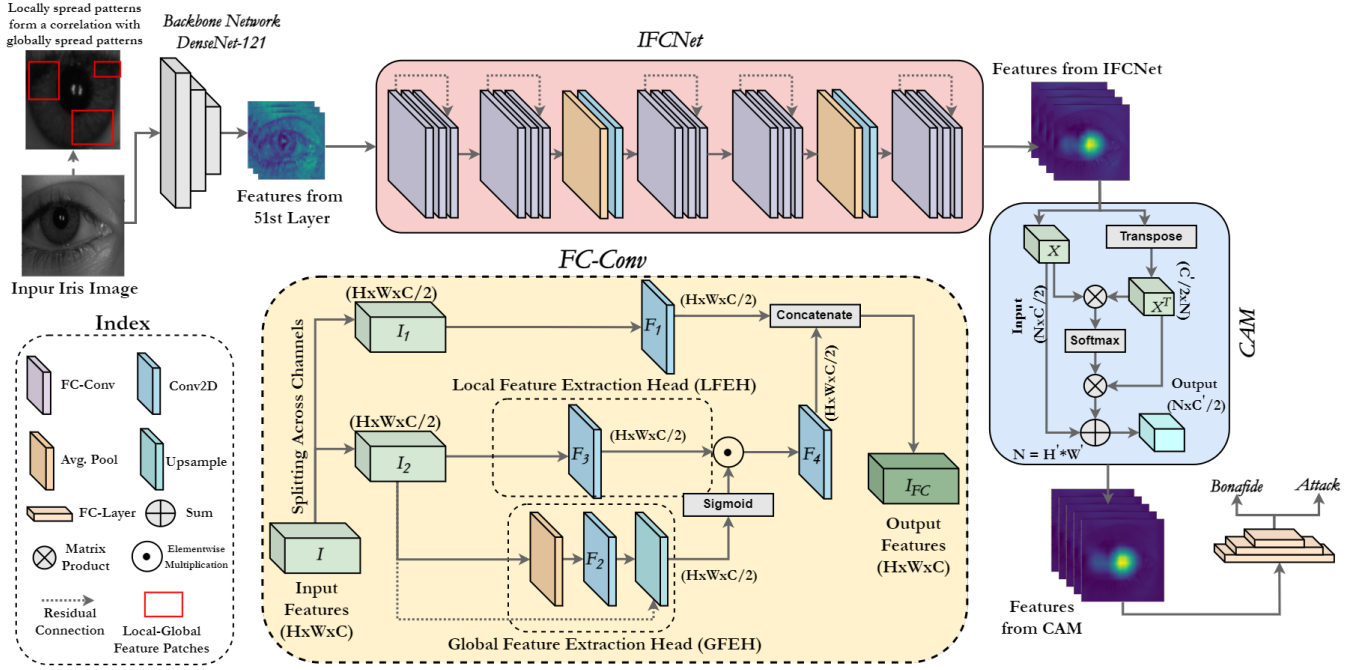 Locally spread patterns
form a correlation with
globally spread patterns
Backbone Network
DenseNet-121
IFCNet
Features from IFCNet
Features from
51st Layer
Inpur Iris Image
X
Transpose
Input
(NxC'/2)
(C'/2xN)
X^T
Softmax
CAM
Output
(NxC'/2)
N = H'*W'
FC-Conv
Splitting Across Channels
(HxWxC/2)
I1
F1
(HxWxC/2)
Concatenate
Local Feature Extraction Head (LFEH)
(HxWxC/2)
(HxWxC/2)
I2
F3
(HxWxC/2)
F4
IFC
Sigmoid
Output
Features
(HxWxC)
I
F2
(HxWxC/2)
Input
Features
(HxWxC)
Global Feature Extraction Head (GFEH)
Index
FC-Conv
Conv2D
Avg. Pool
Upsample
FC-Layer
Sum
Matrix
Product
Elementwise
Multiplication
Residual
Connection
Local-Global
Feature Patches
Bonafide
Attack
Features
from CAM